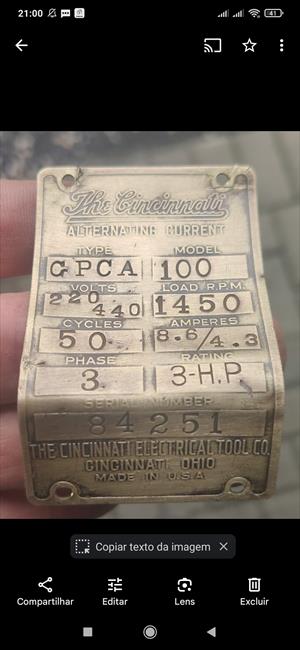 21:00
41
The Cincinnati
ALTERNATING CURRENT
TYPE MODEL
GPCA 100
VOLTS LOAD R.P.M.
220 440 1450
CYCLES AMPERES
50 8.6/4.3
PHASE RATING
3 3-H.P
SERIAL NUMBER
84251
THE CINCINNATI ELECTRICAL TOOL CO.
CINCINNATI, OHIO
MADE IN U.S.A.
Copiar texto da imagem
Compartilhar Editar Lens Excluir